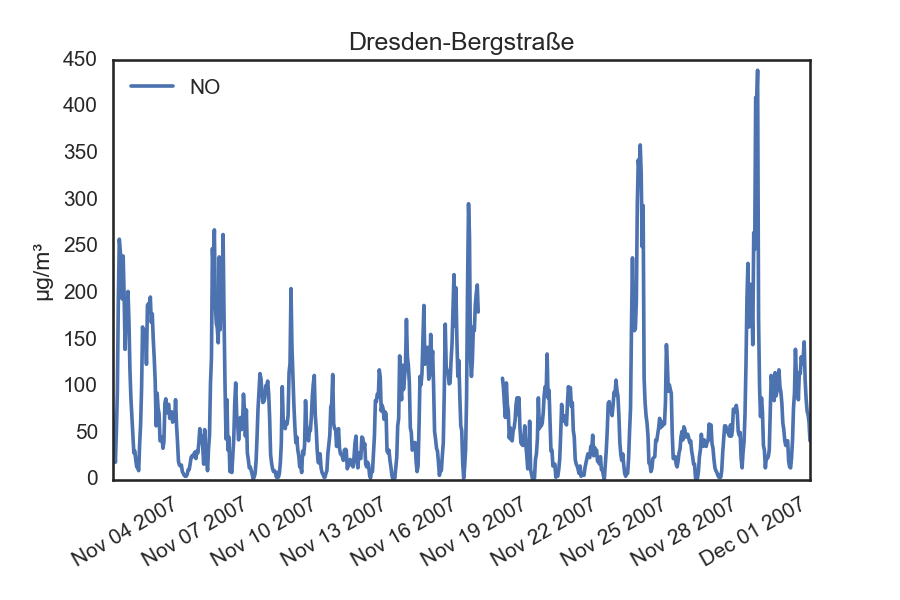 Dresden-Bergstraße
NO
µg/m³
450
400
350
300
250
200
150
100
50
0
Nov 04 2007
Nov 07 2007
Nov 10 2007
Nov 13 2007
Nov 16 2007
Nov 19 2007
Nov 22 2007
Nov 25 2007
Nov 28 2007
Dec 01 2007